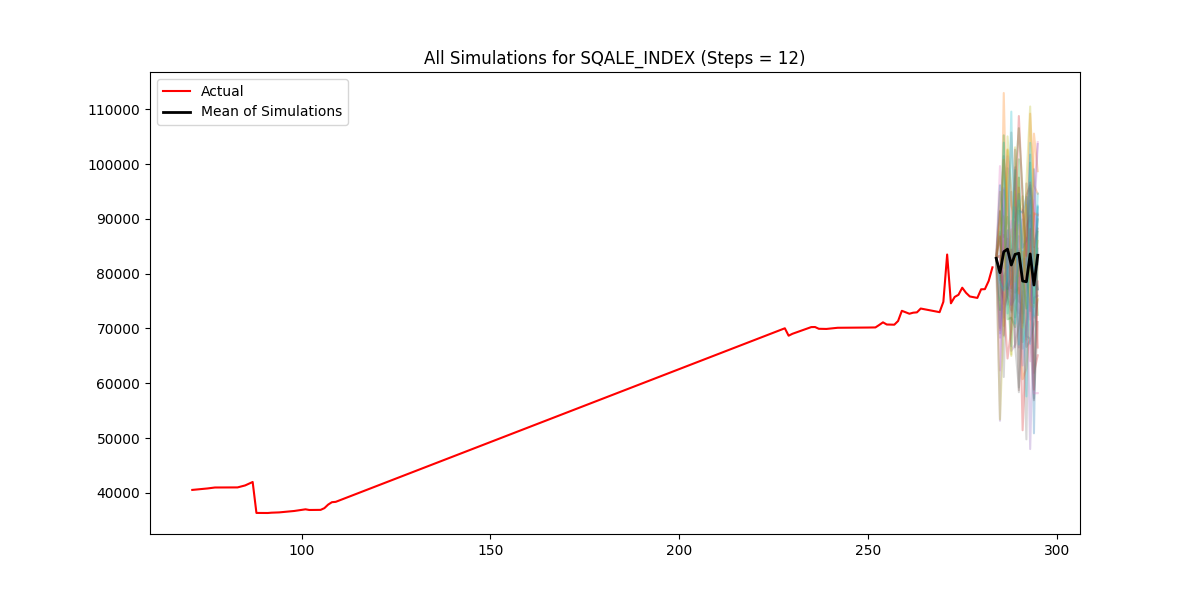 All Simulations for SQALE_INDEX (Steps = 12)
Actual
Mean of Simulations
110000
100000
90000
80000
70000
60000
50000
40000
100 150 200 250 300